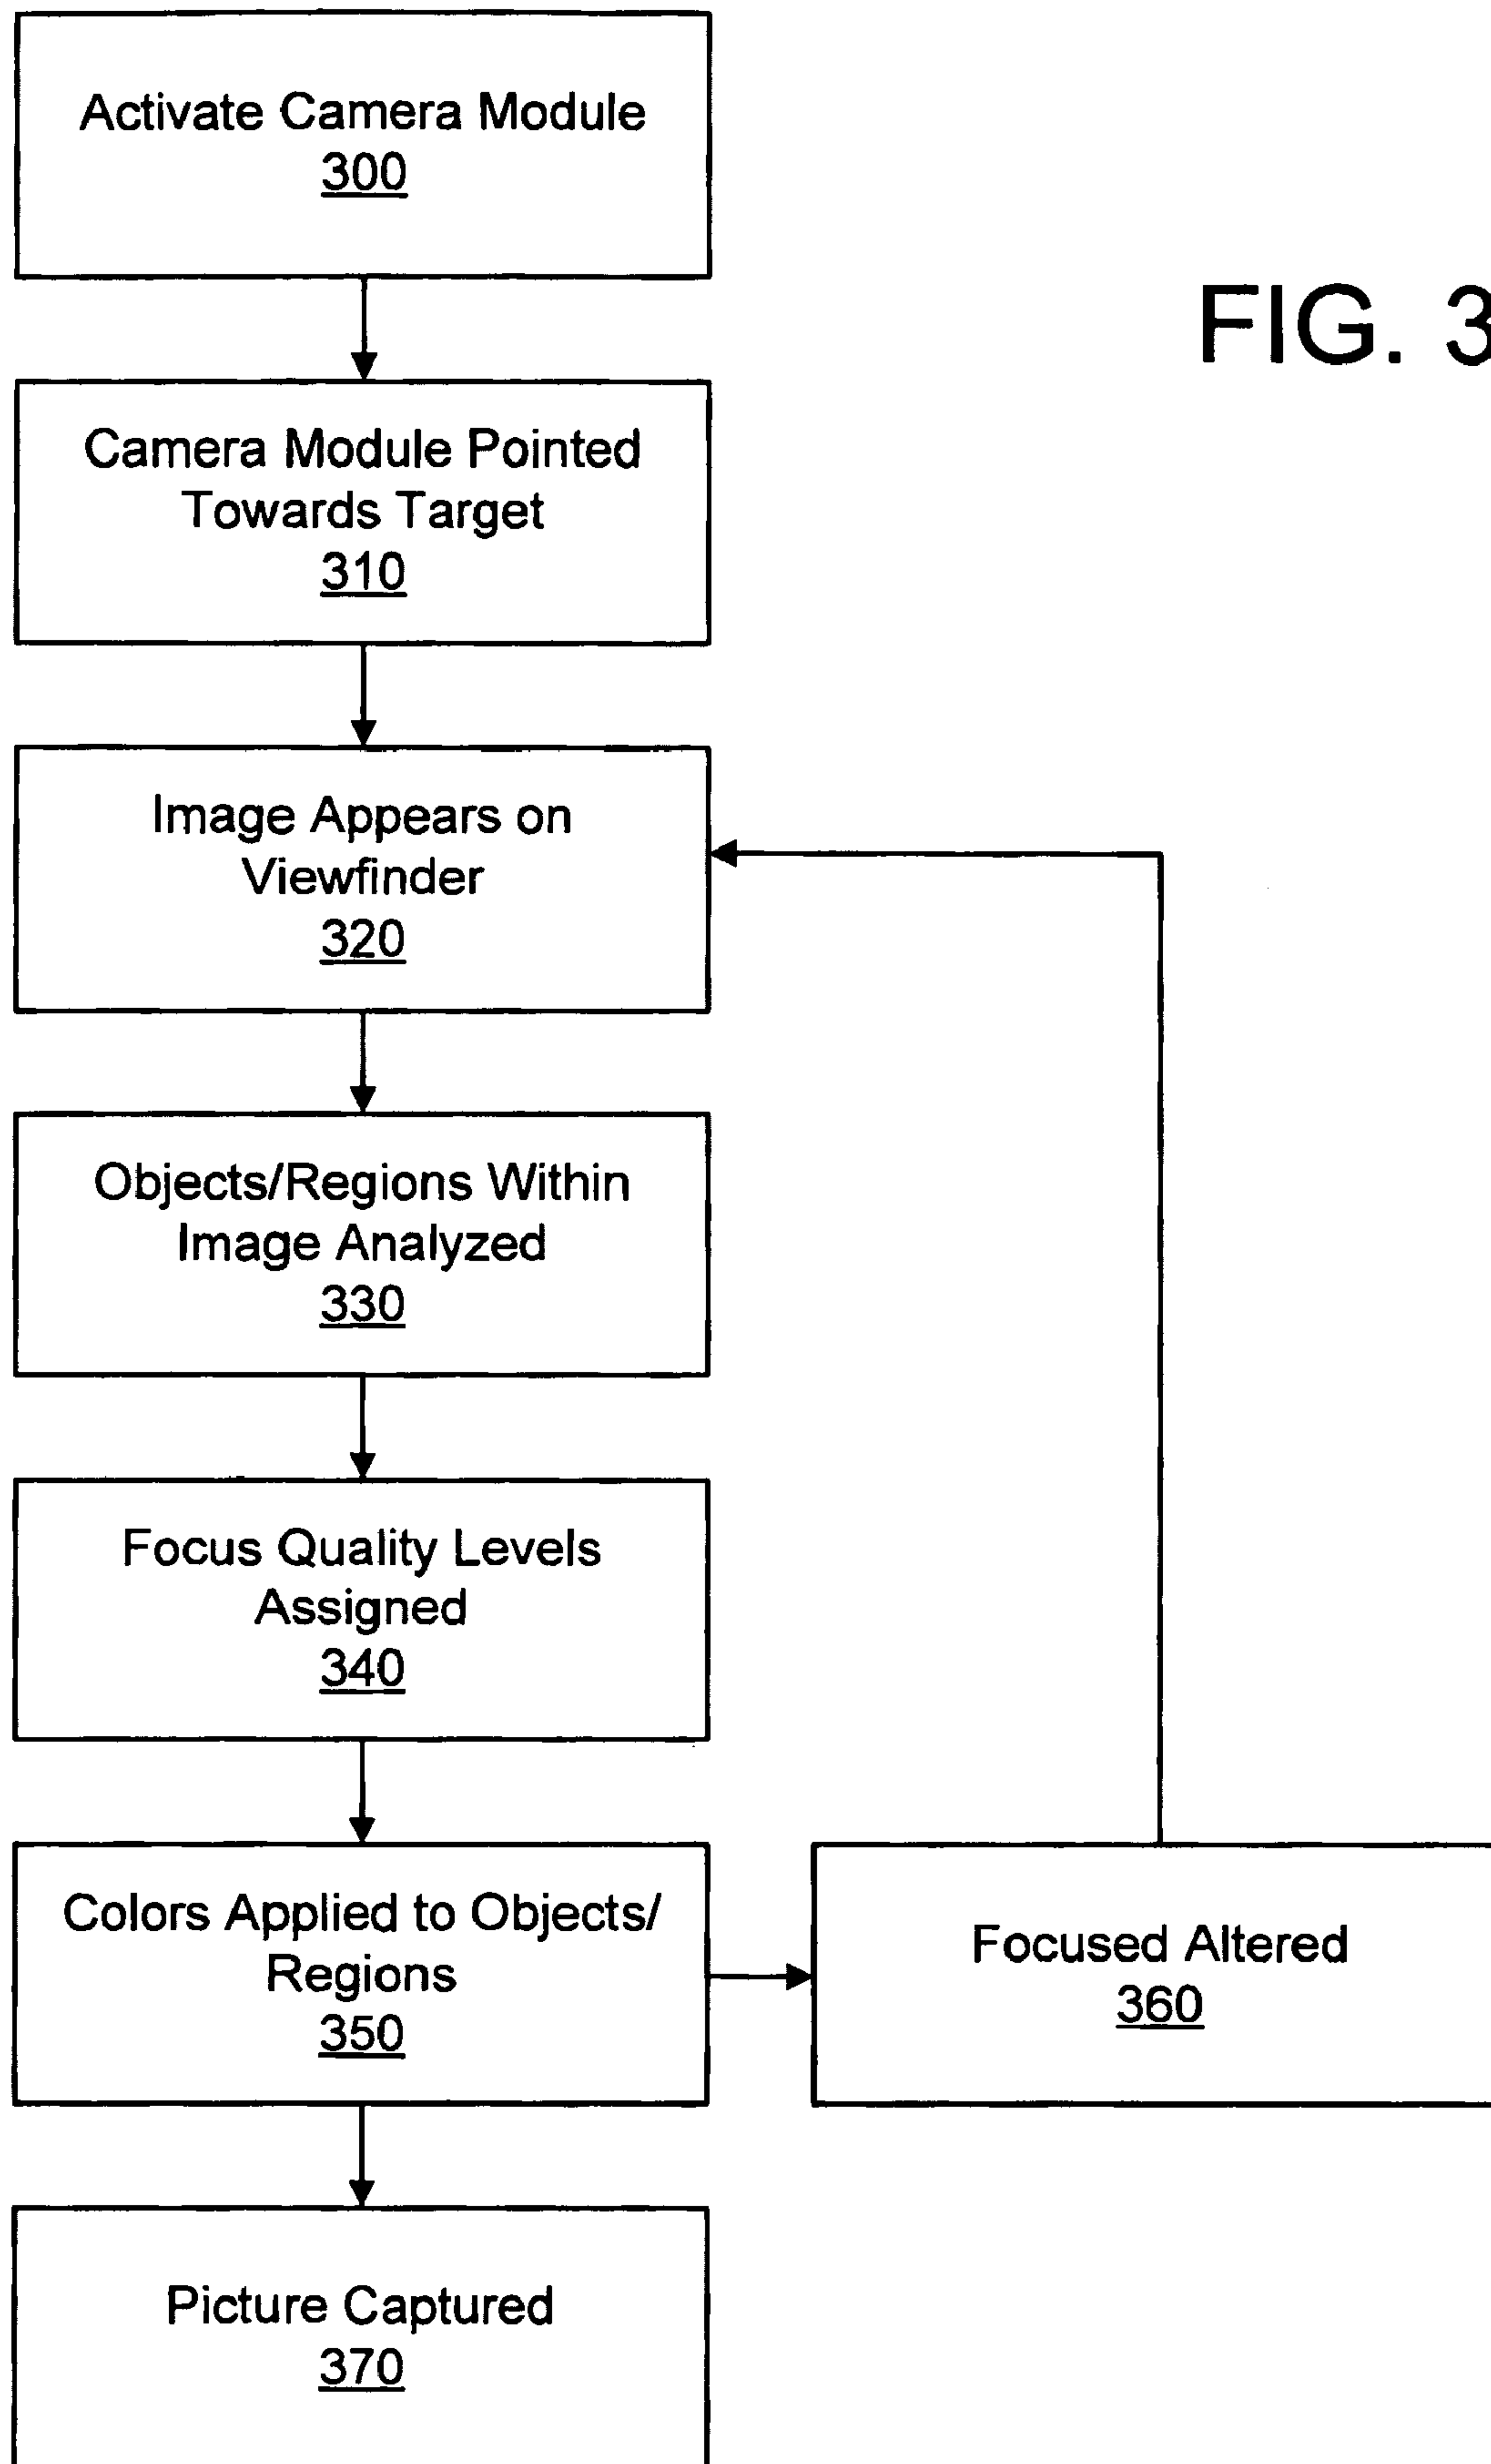 Activate Camera Module
300
FIG. 3
Camera Module Pointed
Towards Target
310
Image Appears on
Viewfinder
320
Objects/Regions Within
Image Analyzed
330
Focus Quality Levels
Assigned
340
Colors Applied to Objects/
Regions
350
Focused Altered
360
Picture Captured
370